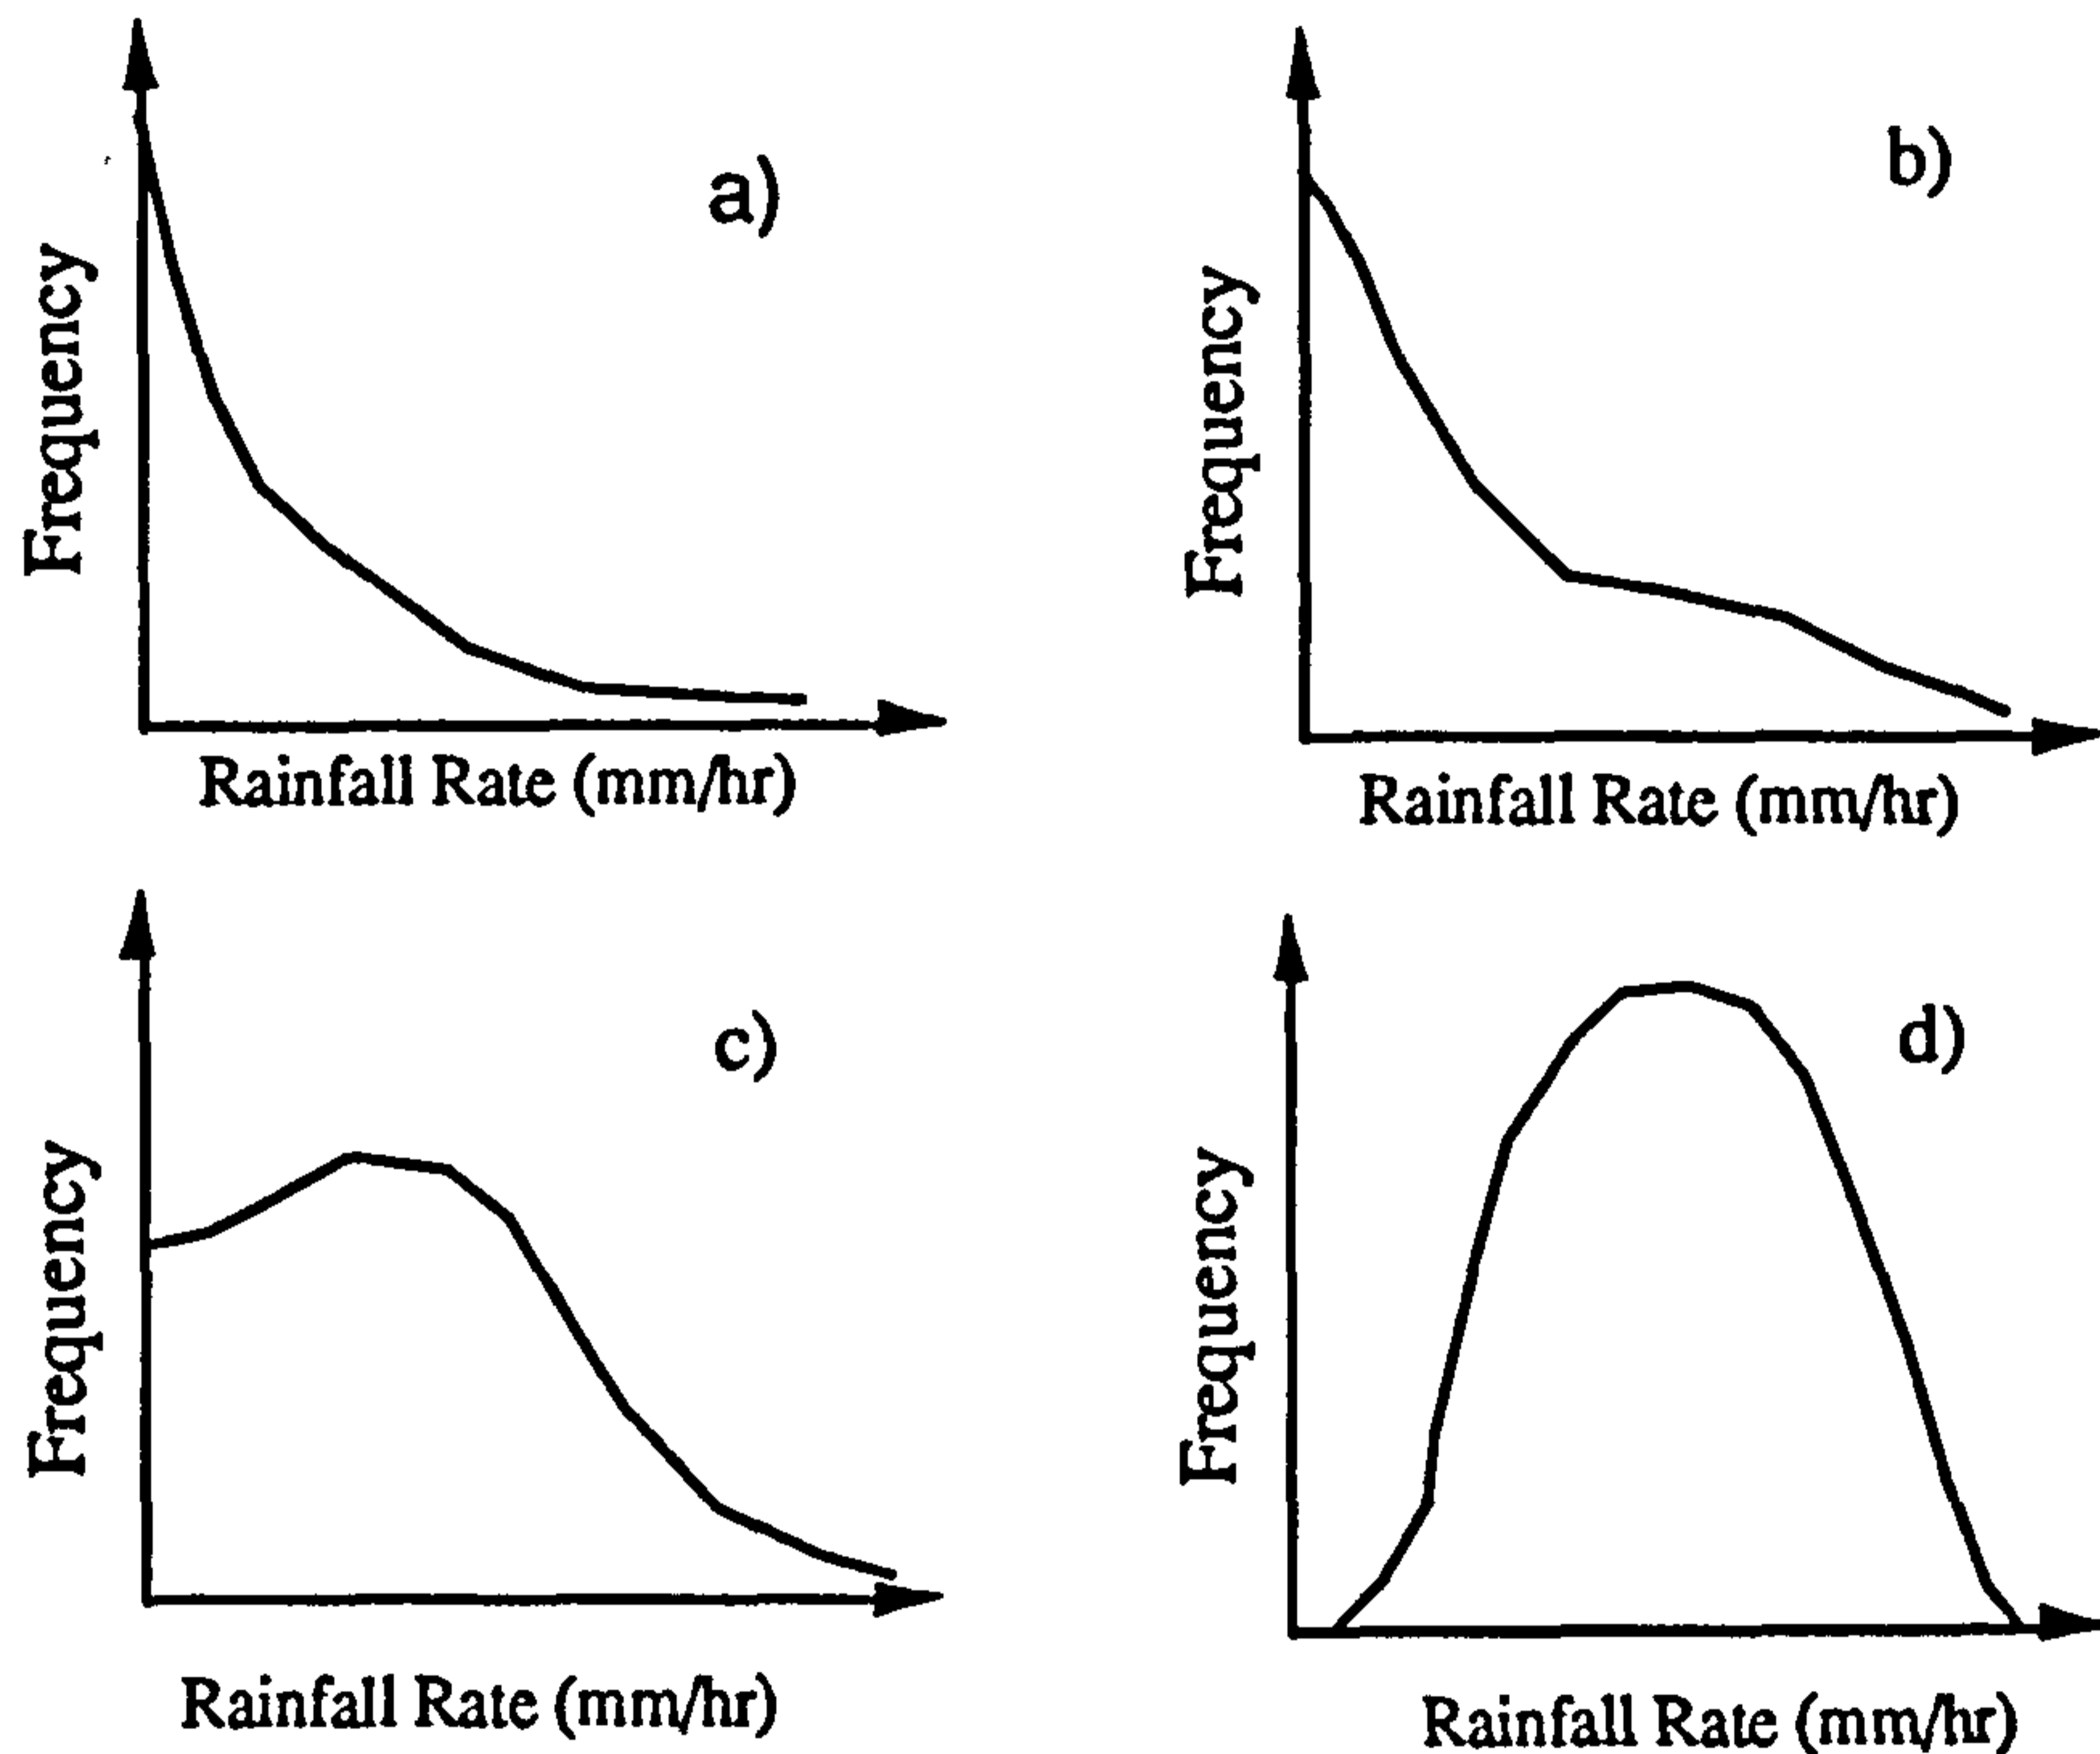 a)
Frequency
Rainfall Rate (mm/hr)
b)
Frequency
Rainfall Rate (mm/hr)
c)
Frequency
Rainfall Rate (mm/hr)
d)
Frequency
Rainfall Rate (mm/hr)